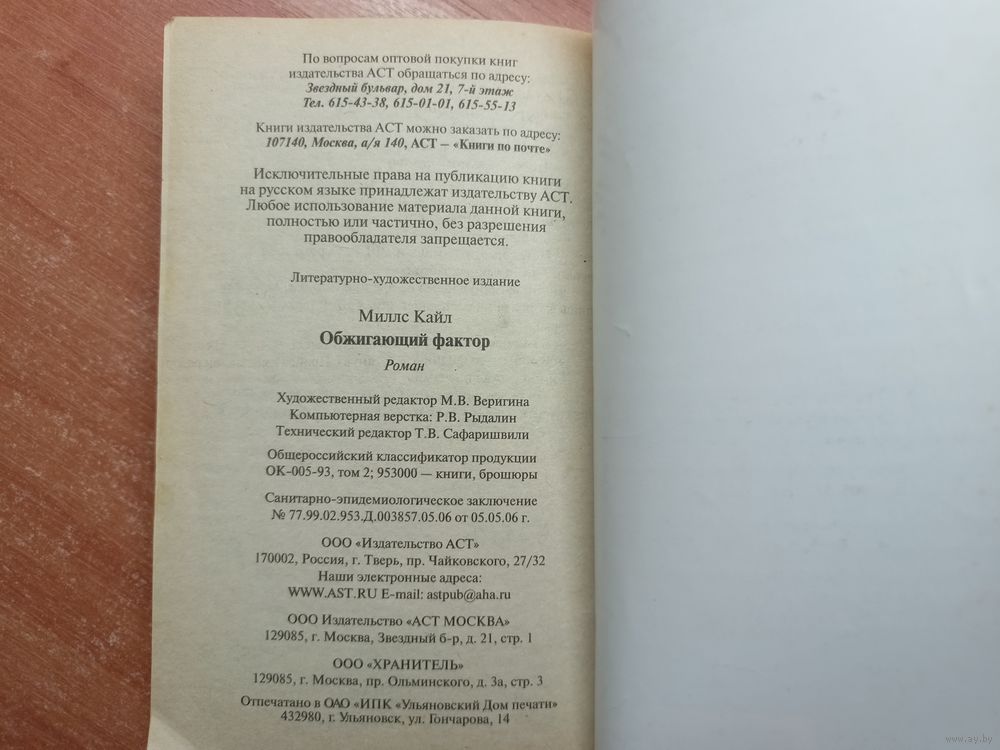 По вопросам оптовой покупки книг
издательства АСТ обращаться по адресу:
Звездный бульвар, дом 21, 7-й этаж
Тел. 615-43-38, 615-01-01, 615-55-13
Книги издательства АСТ можно заказать по адресу:
107140, Москва, а/я 140, АСТ – «Книги по почте»
Исключительные права на публикацию книги
на русском языке принадлежат издательству АСТ.
Любое использование материала данной книги,
полностью или частично, без разрешения
правообладателя запрещается.
Литературно-художественное издание
Миллс Кайл
Обжигающий фактор
Роман
Художественный редактор М.В. Веригина
Компьютерная верстка: Р.В. Рыдалин
Технический редактор Т.В. Сафаришвили
Общероссийский классификатор продукции
ОК-005-93, том 2; 953000 — книги, брошюры
Санитарно-эпидемиологическое заключение
№ 77.99.02.953.Д.003857.05.06 от 05.05.06 г.
ООО «Издательство АСТ»
170002, Россия, г. Тверь, пр. Чайковского, 27/32
Наши электронные адреса:
WWW.AST.RU E-mail: astpub@aha.ru
ООО Издательство «АСТ МОСКВА»
129085, г. Москва, Звездный б-р, д. 21, стр. 1
ООО «ХРАНИТЕЛЬ»
129085, г. Москва, пр. Ольминского, д. 3а, стр. 3
Отпечатано в ОАО «ИПК «Ульяновский Дом печати»
432980, г. Ульяновск, ул. Гончарова, 14
www.ay.by